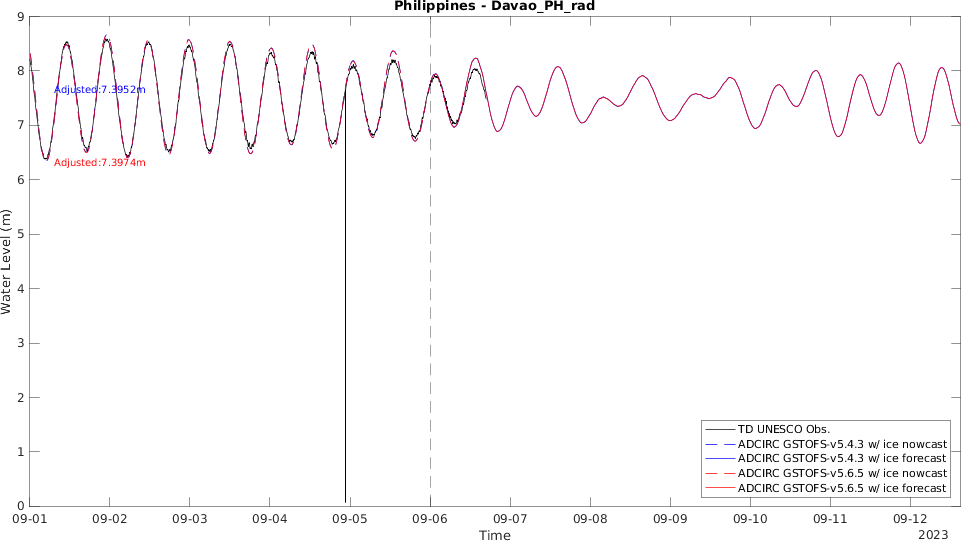 Philippines - Davao_PH_rad
9
8
Adjusted:7.3952m
7
Adjusted:7.3974m
6
5
4
3
2
1
0
Water Level (m)
TD UNESCO Obs.
ADCIRC GSTOFS-v5.4.3 w/ ice nowcast
ADCIRC GSTOFS-v5.4.3 w/ ice forecast
ADCIRC GSTOFS-v5.6.5 w/ ice nowcast
ADCIRC GSTOFS-v5.6.5 w/ ice forecast
09-01 09-02 09-03 09-04 09-05 09-06 09-07 09-08 09-09 09-10 09-11 09-12
Time
2023